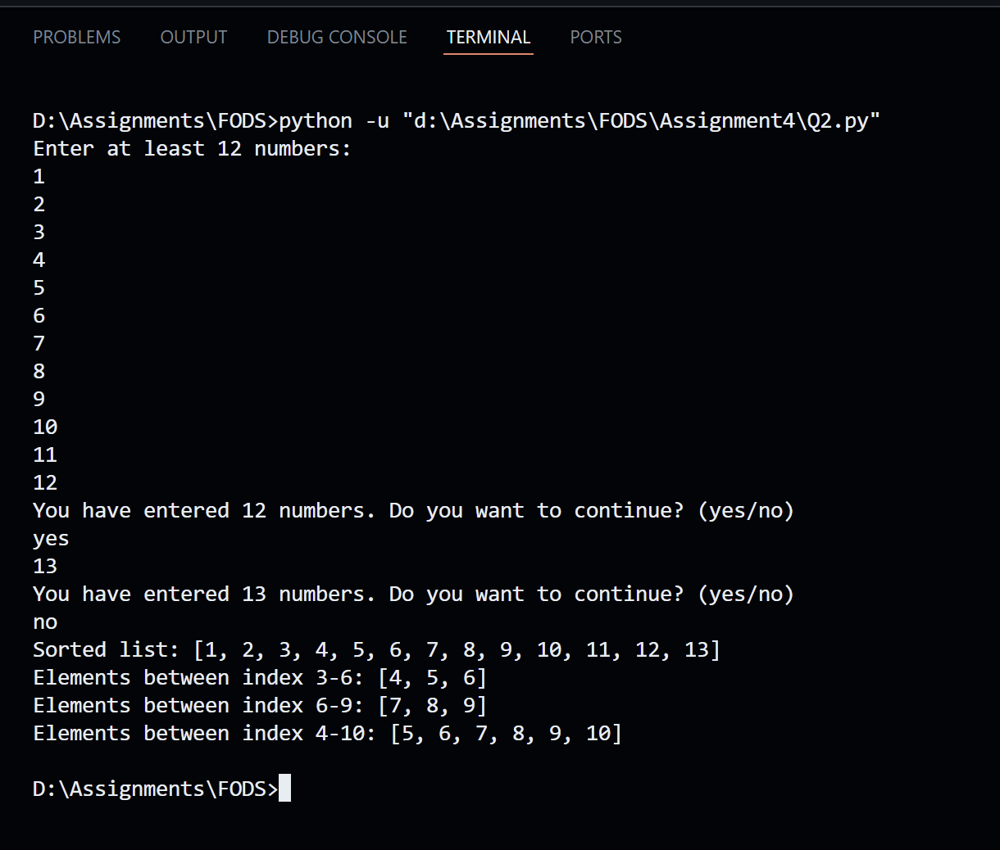 PROBLEMS OUTPUT DEBUG CONSOLE TERMINAL PORTS
D:\Assignments\FODS>python -u "d:\Assignments\FODS\Assignment4\Q2.py"
Enter at least 12 numbers:
1
2
3
4
5
6
7
8
9
10
11
12
You have entered 12 numbers. Do you want to continue? (yes/no)
yes
13
You have entered 13 numbers. Do you want to continue? (yes/no)
no
Sorted list: [1, 2, 3, 4, 5, 6, 7, 8, 9, 10, 11, 12, 13]
Elements between index 3-6: [4, 5, 6]
Elements between index 6-9: [7, 8, 9]
Elements between index 4-10: [5, 6, 7, 8, 9, 10]
D:\Assignments\FODS>